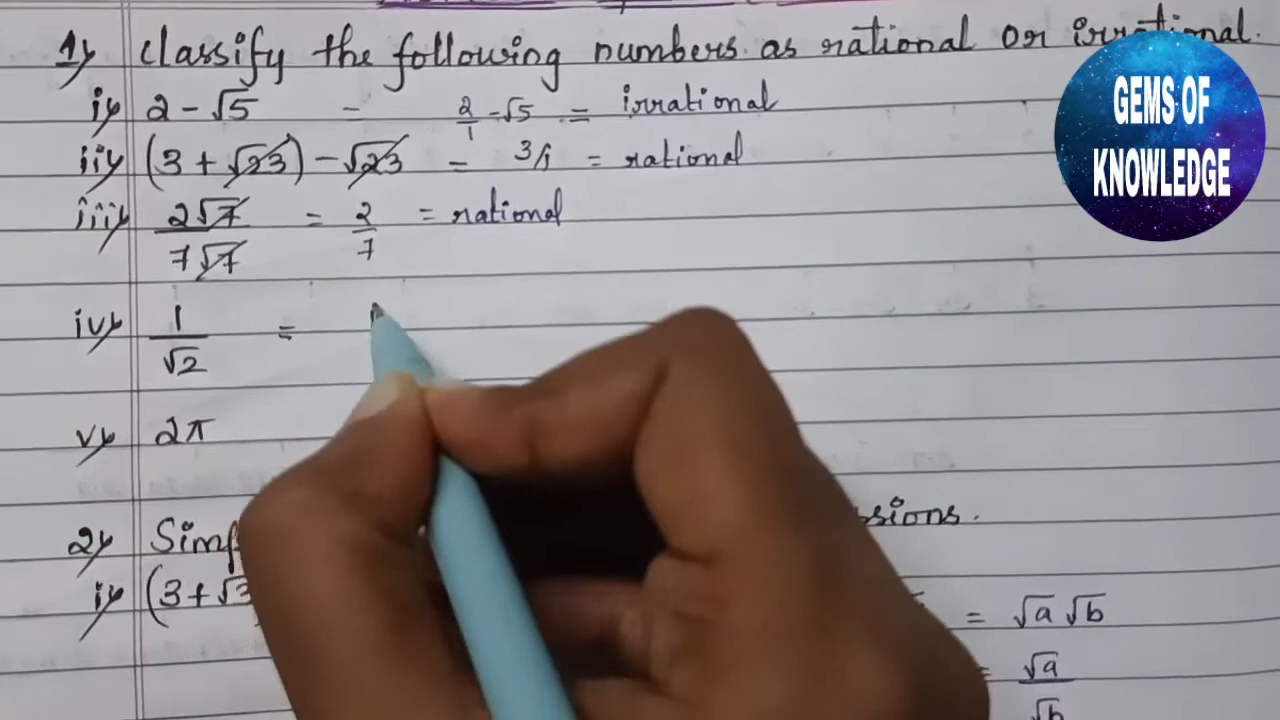 1) Classify the following numbers as rational or irrational.
i) 2 - √5 = 2/1 - √5 = irrational
ii) (3 + √23) - √23 = 3/1 = rational
iii) 2√7 / 7√7 = 2/7 = rational
iv) 1/√2 =
v) 2π
2)
i) (3+√3
= √a √b
= √a / √b
GEMS OF
KNOWLEDGE